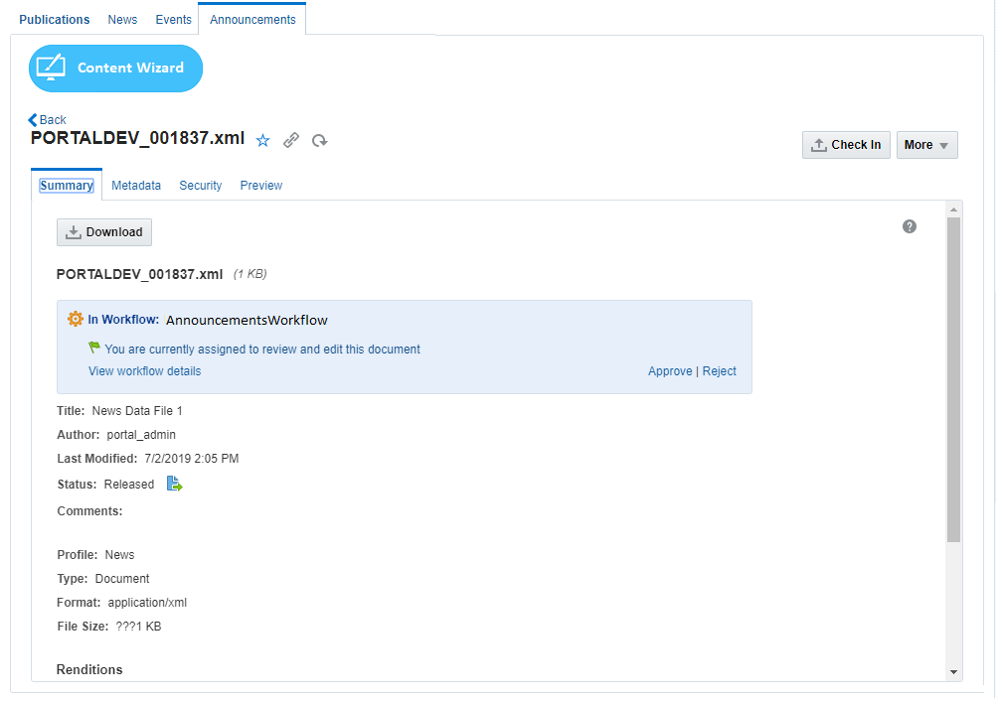 Publications News Events Announcements
Content Wizard
Back
PORTALDEV_001837.xml
Check In More
Summary Metadata Security Preview
Download
?
PORTALDEV_001837.xml (1 KB)
In Workflow: AnnouncementsWorkflow
You are currently assigned to review and edit this document
View workflow details Approve | Reject
Title: News Data File 1
Author: portal_admin
Last Modified: 7/2/2019 2:05 PM
Status: Released
Comments:
Profile: News
Type: Document
Format: application/xml
File Size: ???1 KB
Renditions